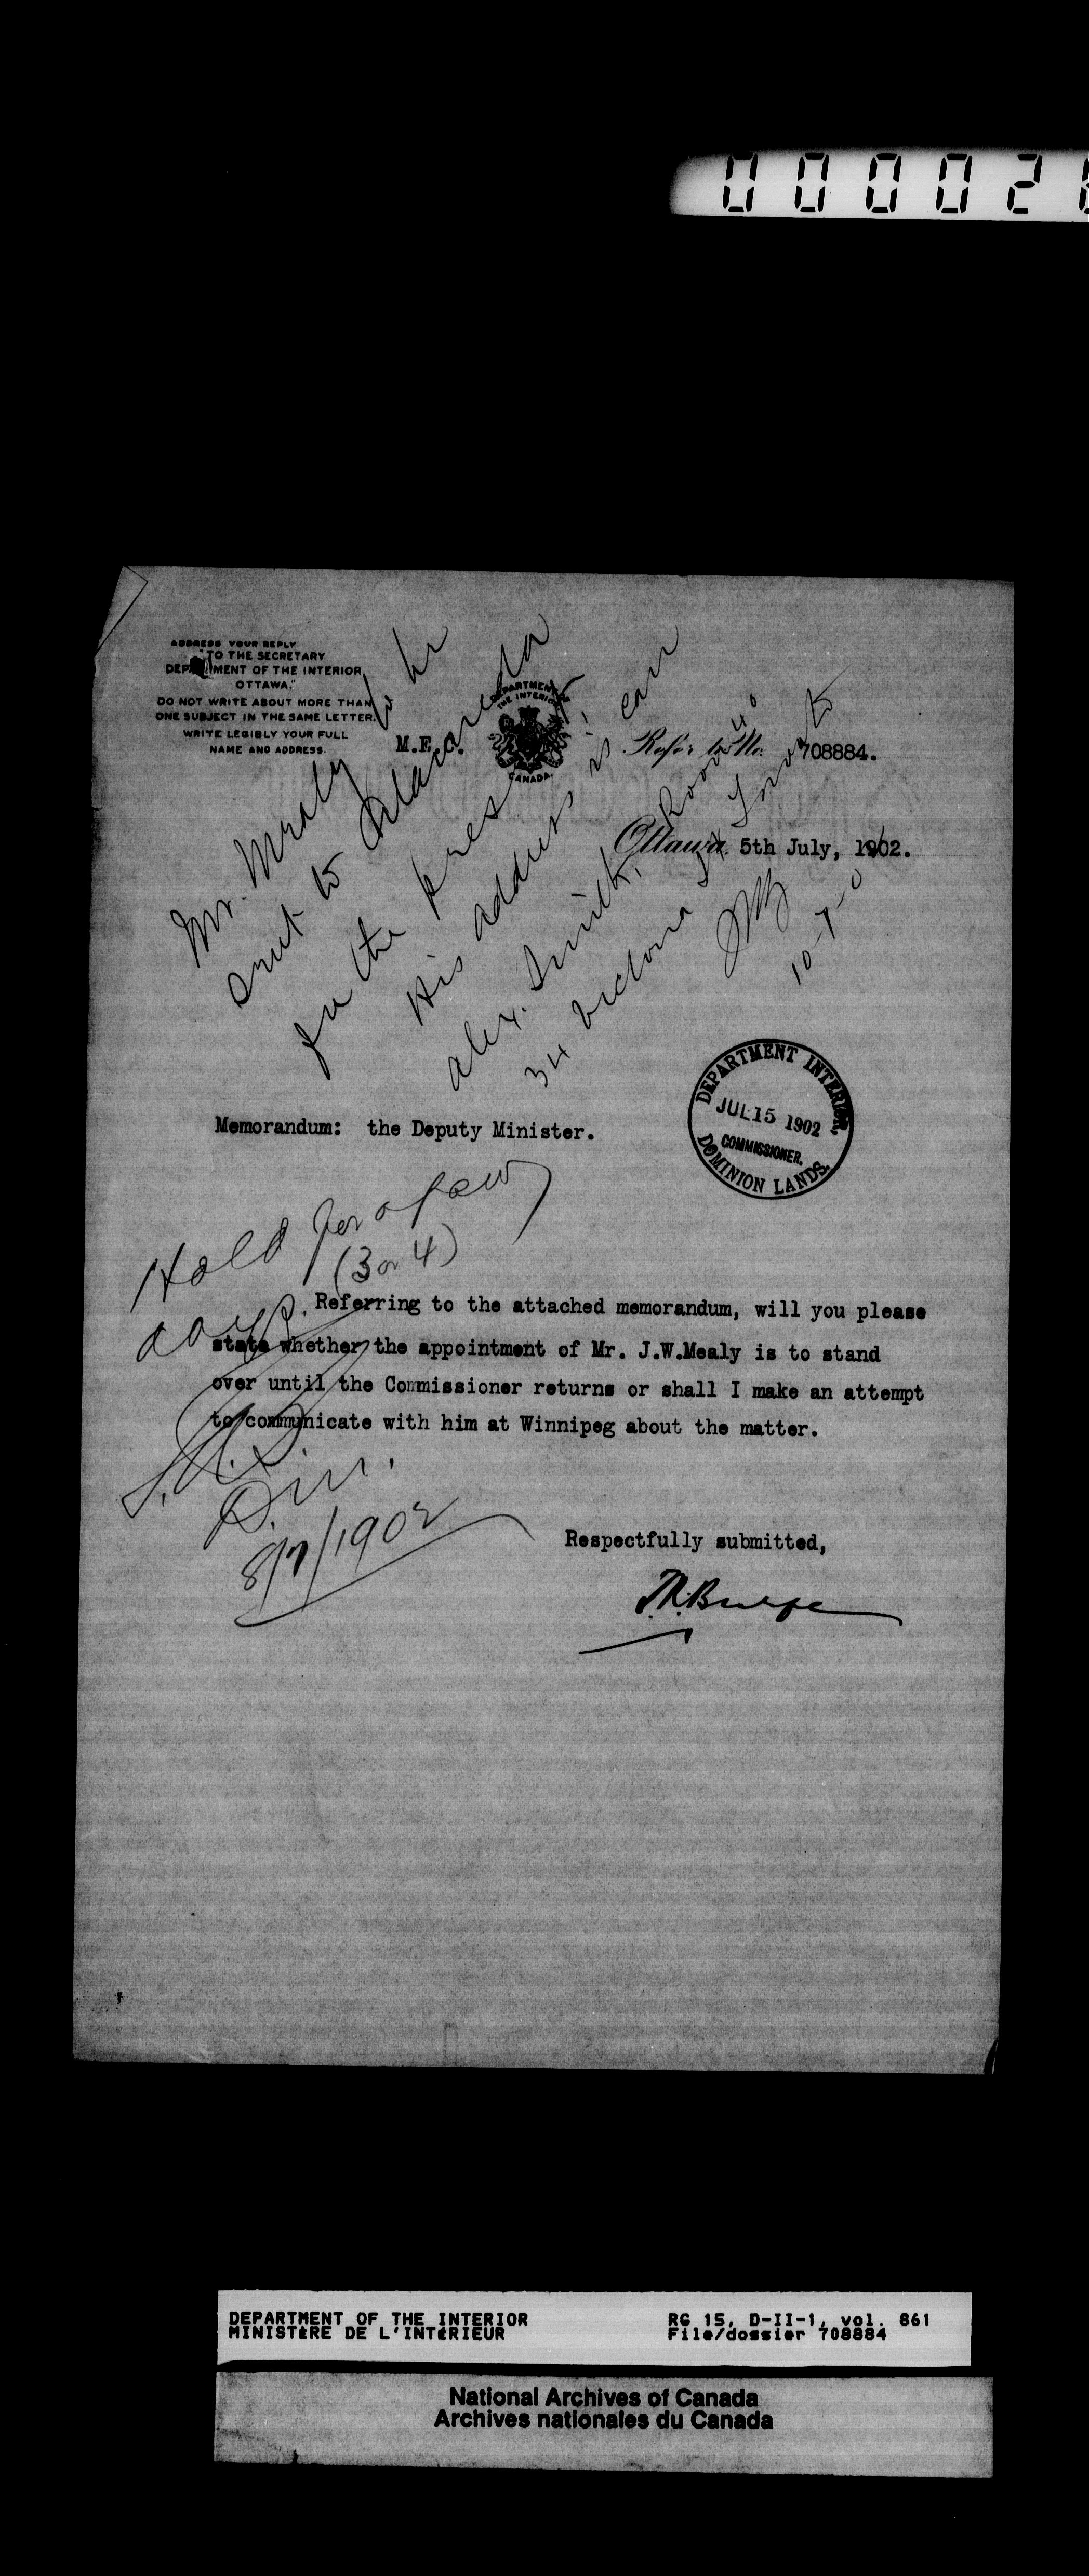 000021
ADDRESS YOUR REPLY
"TO THE SECRETARY
DEPARTMENT OF THE INTERIOR,
OTTAWA."
DO NOT WRITE ABOUT MORE THAN
ONE SUBJECT IN THE SAME LETTER.
WRITE LEGIBLY YOUR FULL
NAME AND ADDRESS.
M.E.
DEPARTMENT OF
THE INTERIOR
CANADA.
Refer to No. 708884.
Ottawa 5th July, 1902.
Mr. Mealy to be
sent to Alameda
for the present
His address is care
Alex. Smith, Room 40
34 Victoria St Toronto
10-7-0
DEPARTMENT INTERIOR.
JUL 15 1902
COMMISSIONER.
DOMINION LANDS.
Memorandum: the Deputy Minister.
Hold for a few
(3 or 4)
days.
Referring to the attached memorandum, will you please
state whether the appointment of Mr. J.W.Mealy is to stand
over until the Commissioner returns or shall I make an attempt
to communicate with him at Winnipeg about the matter.
8/7/1902
Respectfully submitted,
DEPARTMENT OF THE INTERIOR
MINISTÈRE DE L'INTÉRIEUR
RG 15, D-II-1, vol. 861
File/dossier 708884
National Archives of Canada
Archives nationales du Canada